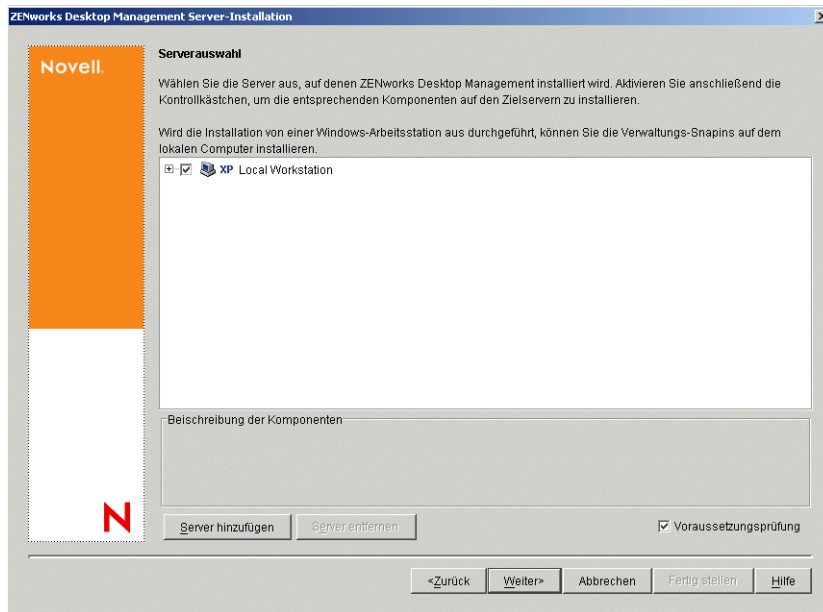 ZENworks Desktop Management Server-Installation
Novell.
Serverauswahl
Wählen Sie die Server aus, auf denen ZENworks Desktop Management installiert wird. Aktivieren Sie anschließend die
Kontrollkästchen, um die entsprechenden Komponenten auf den Zielservern zu installieren.
Wird die Installation von einer Windows-Arbeitsstation aus durchgeführt, können Sie die Verwaltungs-Snapins auf dem
lokalen Computer installieren.
XP Local Workstation
Beischreibung der Komponenten
N
Server hinzufügen
Server entfernen
Voraussetzungsprüfung
«Zurück
Weiter»
Abbrechen
Fertig stellen
Hilfe